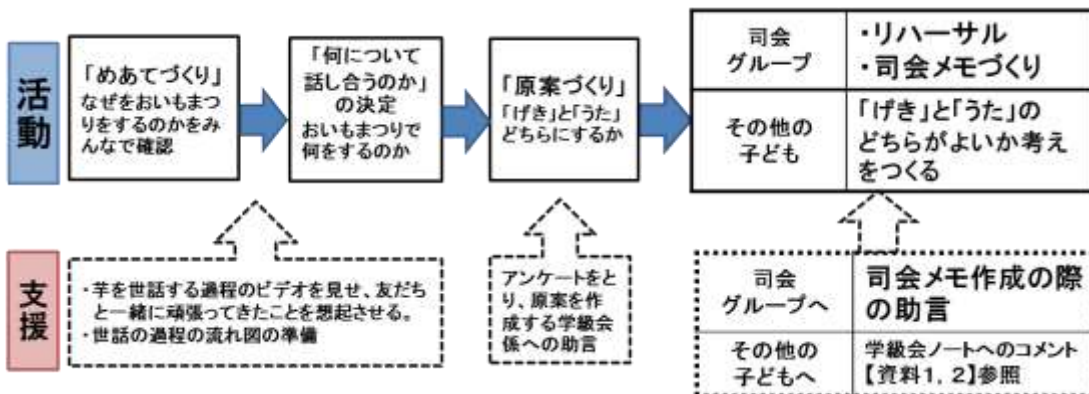 活動
「めあてづくり」
なぜをおいもまつ
りをするのかをみ
んなで確認
「何について
話し合うのか」
の決定
おいもまつりで
何をするのか
「原案づくり」
「げき」と「うた」
どちらにするか
司会
グループ
・リハーサル
・司会メモづくり
その他の
子ども
「げき」と「うた」の
どちらがよいか考え
をつくる
支援
・芋を世話する過程のビデオを見せ、友だち
と一緒に頑張ってきたことを想起させる。
・世話の過程の流れ図の準備
アンケートをと
り、原案を作
成する学級会
係への助言
司会
グループへ
司会メモ作成の際
の助言
その他の
子どもへ
学級会ノートへのコメント
【資料1,2】参照